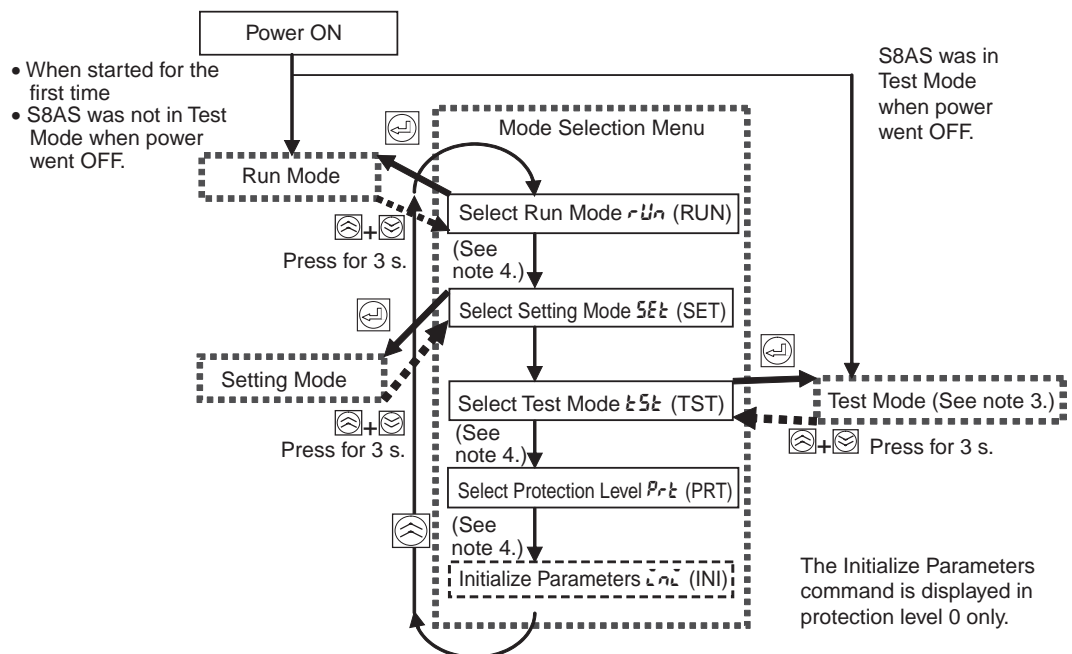 Power ON
• When started for the
first time
• S8AS was not in Test
Mode when power
went OFF.
S8AS was in
Test Mode
when power
went OFF.
Mode Selection Menu
Run Mode
Select Run Mode rUn (RUN)
+
Press for 3 s.
(See
note 4.)
Select Setting Mode SEt (SET)
Setting Mode
+
Press for 3 s.
Select Test Mode tSt (TST)
Test Mode (See note 3.)
+ Press for 3 s.
(See
note 4.)
Select Protection Level Prt (PRT)
(See
note 4.)
Initialize Parameters ini (INI)
The Initialize Parameters
command is displayed in
protection level 0 only.